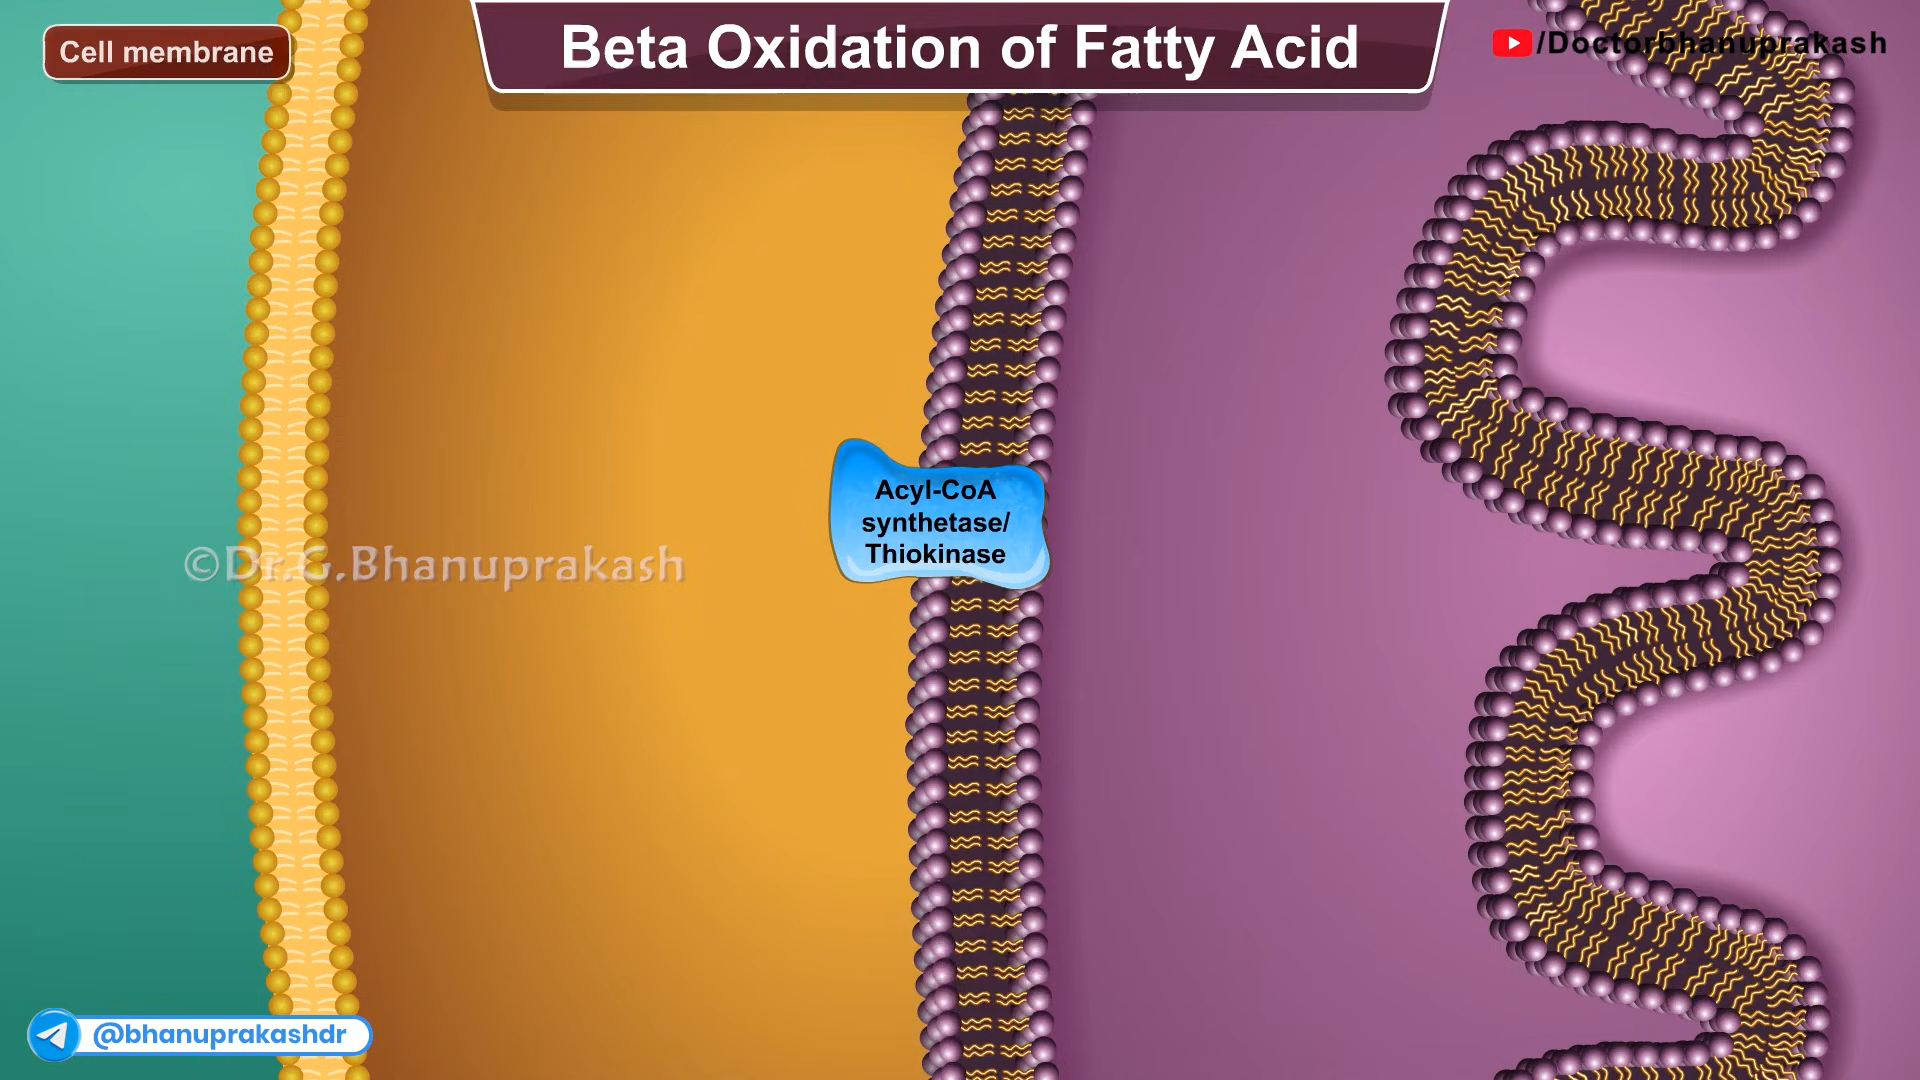 Cell membrane
Beta Oxidation of Fatty Acid
/Doctorbhanuprakash
Acyl-CoA
synthetase/
Thiokinase
©Dr.G.Bhanuprakash
@bhanuprakashdr